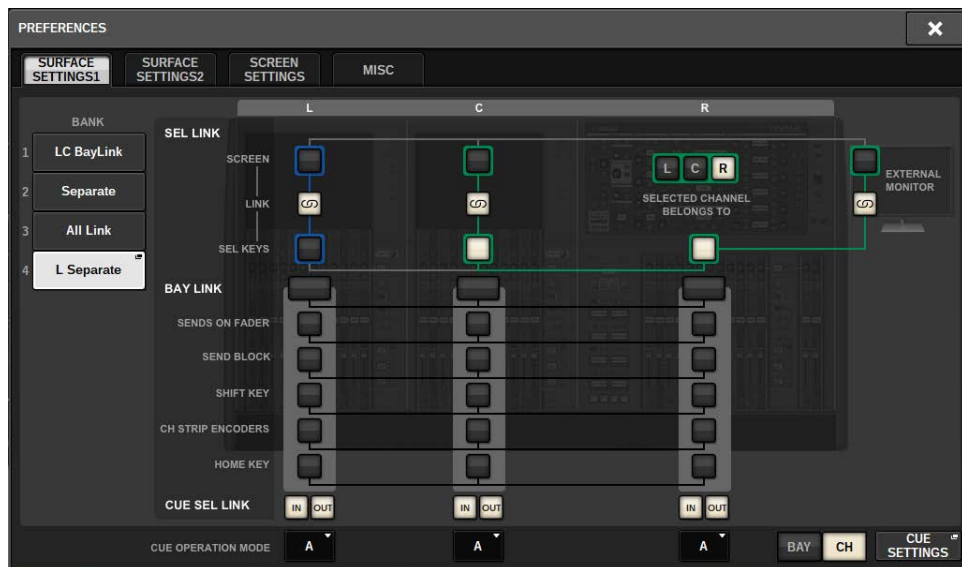 PREFERENCES
SURFACE
SETTINGS1
SURFACE
SETTINGS2
SCREEN
SETTINGS
MISC
L
C
R
BANK
1
LC BayLink
2
Separate
3
All Link
4
L Separate
SEL LINK
SCREEN
LINK
SEL KEYS
L
C
R
SELECTED CHANNEL
BELONGS TO
EXTERNAL
MONITOR
BAY LINK
SENDS ON FADER
SEND BLOCK
SHIFT KEY
CH STRIP ENCODERS
HOME KEY
CUE SEL LINK
IN OUT
IN OUT
IN OUT
CUE OPERATION MODE
A
A
A
BAY
CH
CUE
SETTINGS